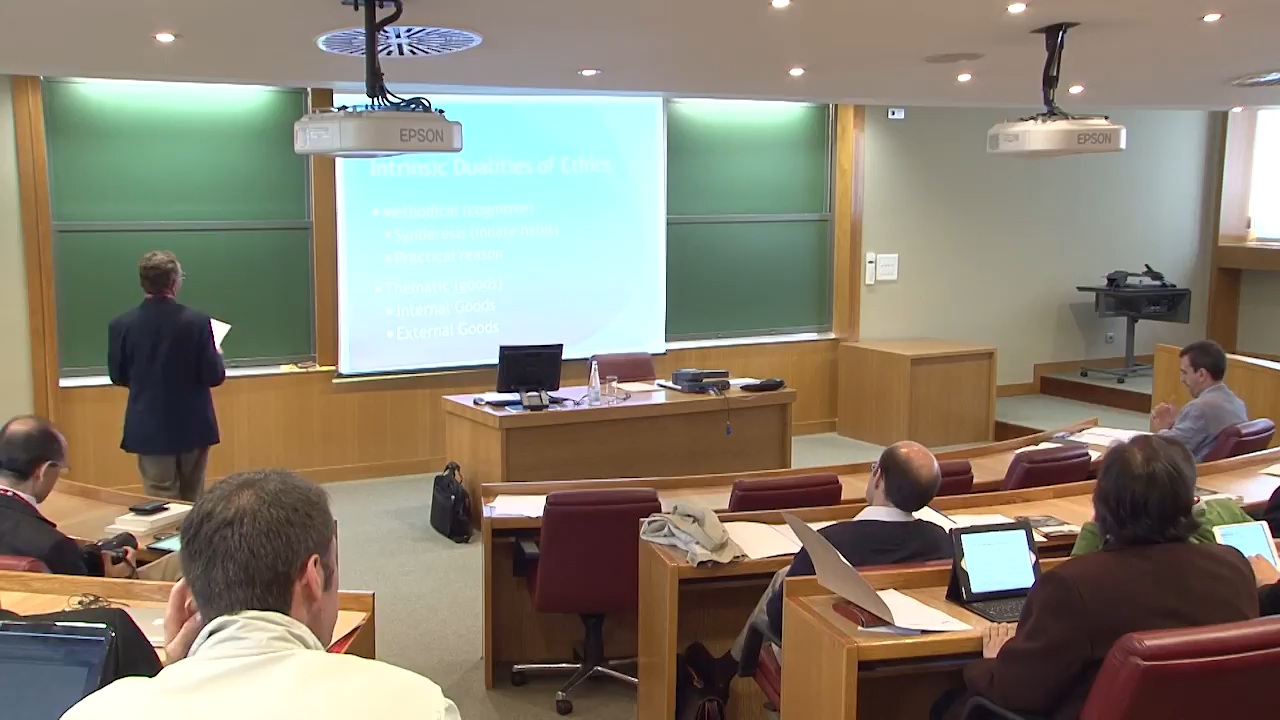 EPSON
EPSON
Intrinsic Dualities of Ethics
•Methodical (cognitive)
•Synderesis (innate habit)
•Practical reason
•Thematic (goods)
•Internal Goods
•External Goods